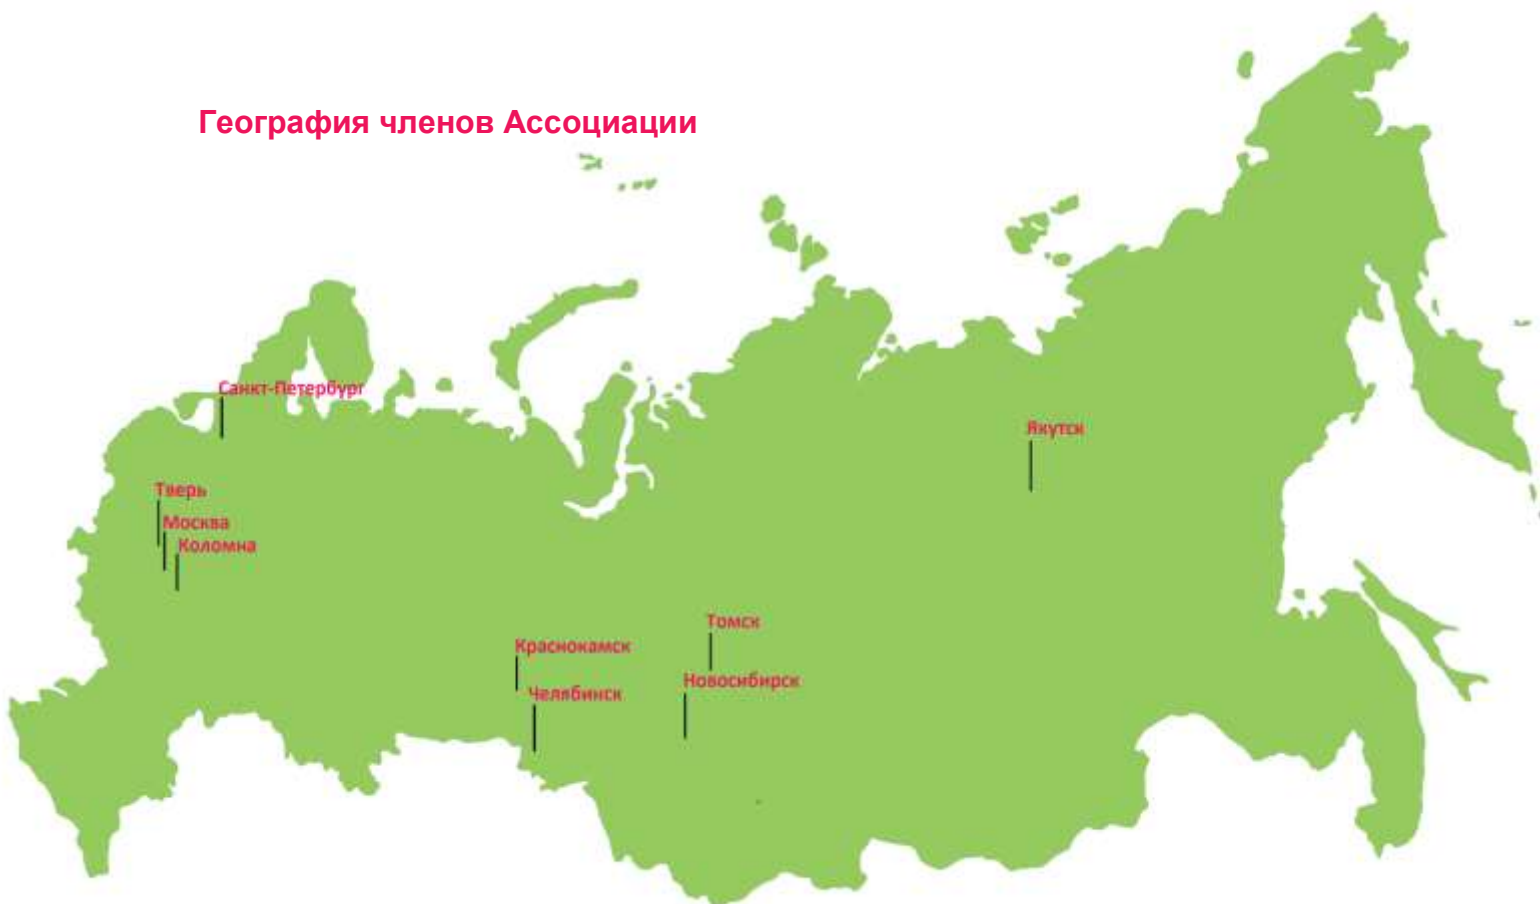 География членов Ассоциации
Санкт-Петербург
Якутск
Тверь
Москва
Коломна
Томск
Краснокамск
Новосибирск
Челябинск